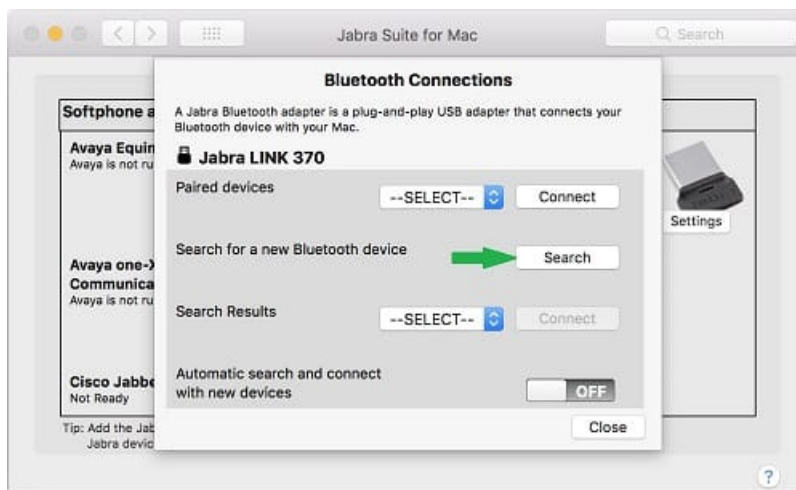 Jabra Suite for Mac
Search
Bluetooth Connections
A Jabra Bluetooth adapter is a plug-and-play USB adapter that connects your
Bluetooth device with your Mac.
Jabra LINK 370
Paired devices
--SELECT--
Connect
Search for a new Bluetooth device
Search
Search Results
--SELECT--
Connect
Automatic search and connect
with new devices
OFF
Close
Softphone a
Avaya Equin
Avaya is not ru
Avaya one-X
Communica
Avaya is not ru
Cisco Jabbe
Not Ready
Tip: Add the Jab
Jabra devic
Settings
?